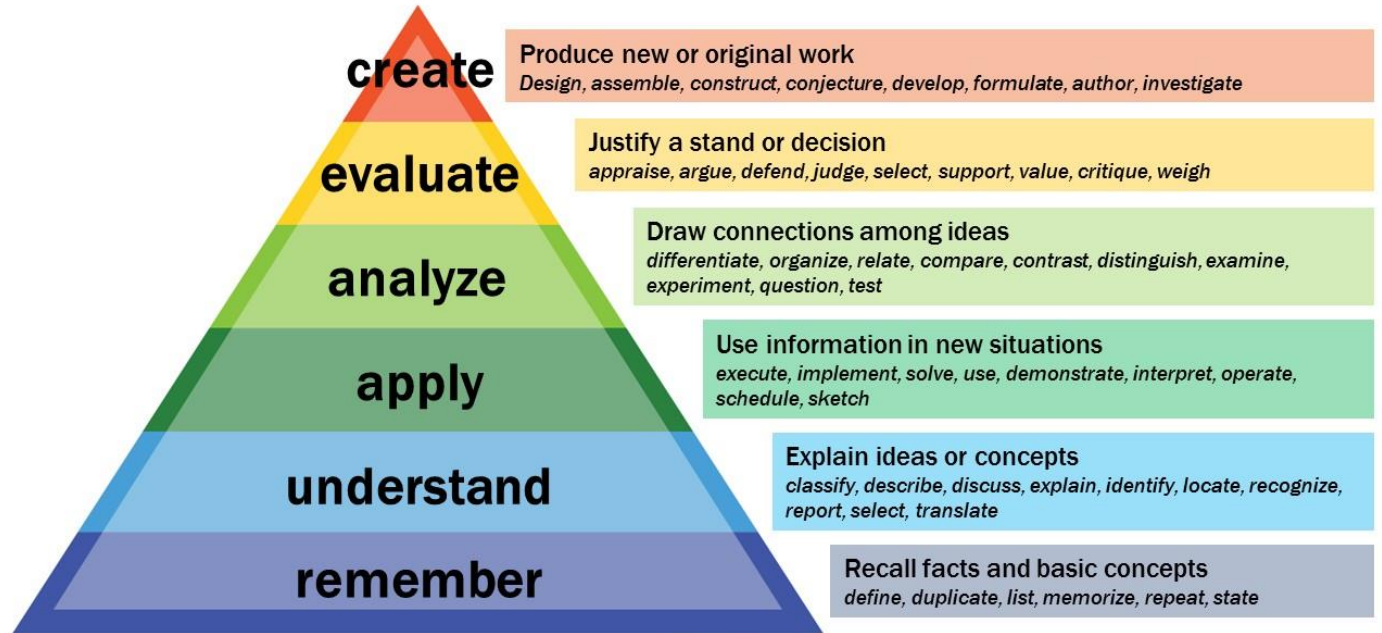 create
Produce new or original work
Design, assemble, construct, conjecture, develop, formulate, author, investigate
evaluate
Justify a stand or decision
appraise, argue, defend, judge, select, support, value, critique, weigh
analyze
Draw connections among ideas
differentiate, organize, relate, compare, contrast, distinguish, examine,
experiment, question, test
apply
Use information in new situations
execute, implement, solve, use, demonstrate, interpret, operate,
schedule, sketch
understand
Explain ideas or concepts
classify, describe, discuss, explain, identify, locate, recognize,
report, select, translate
remember
Recall facts and basic concepts
define, duplicate, list, memorize, repeat, state